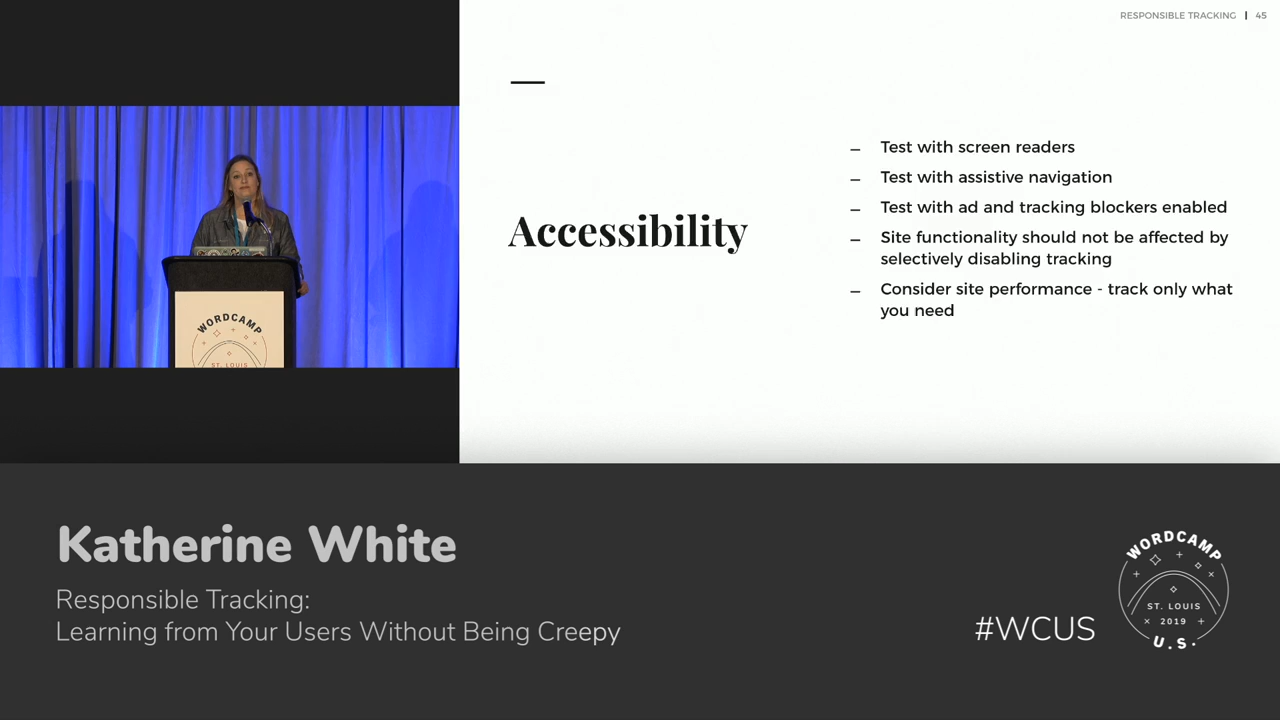 RESPONSIBLE TRACKING | 45
Accessibility
– Test with screen readers
– Test with assistive navigation
– Test with ad and tracking blockers enabled
– Site functionality should not be affected by
selectively disabling tracking
– Consider site performance - track only what
you need
WORDCAMP
ST. LOUIS
Katherine White
Responsible Tracking:
Learning from Your Users Without Being Creepy
#WCUS
WORDCAMP
ST. LOUIS
2019
U.S.